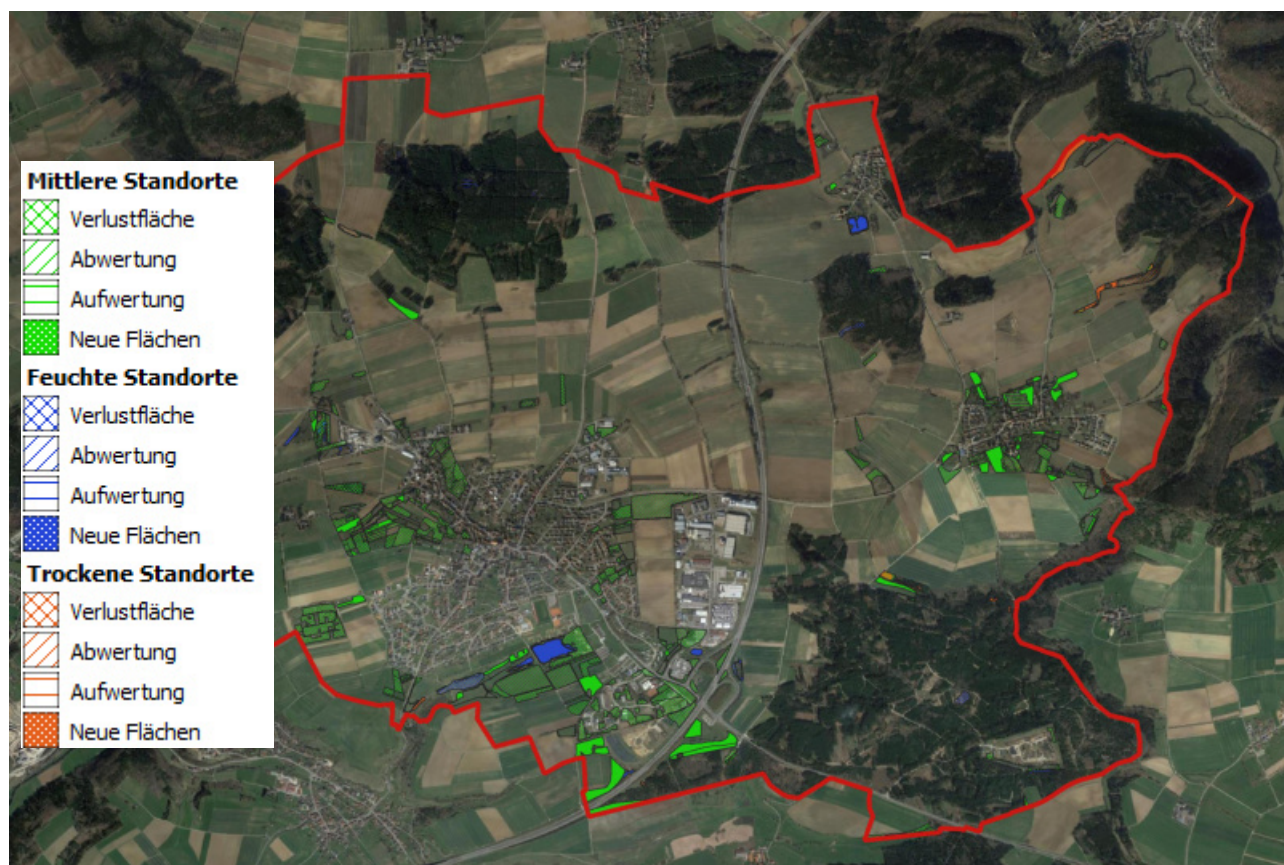 Mittlere Standorte
Verlustfläche
Abwertung
Aufwertung
Neue Flächen
Feuchte Standorte
Verlustfläche
Abwertung
Aufwertung
Neue Flächen
Trockene Standorte
Verlustfläche
Abwertung
Aufwertung
Neue Flächen